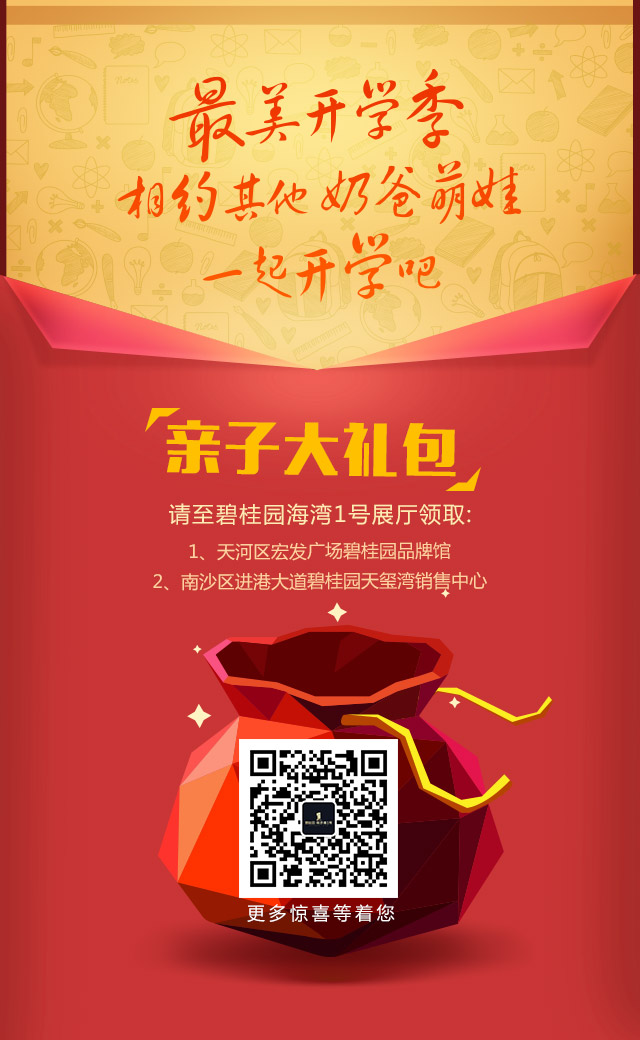 最美开学季
相约其他奶爸萌娃
一起开学吧
亲子大礼包
请至碧桂园海湾1号展厅领取:
1、天河区宏发广场碧桂园品牌馆
2、南沙区进港大道碧桂园天玺湾销售中心
更多惊喜等着您